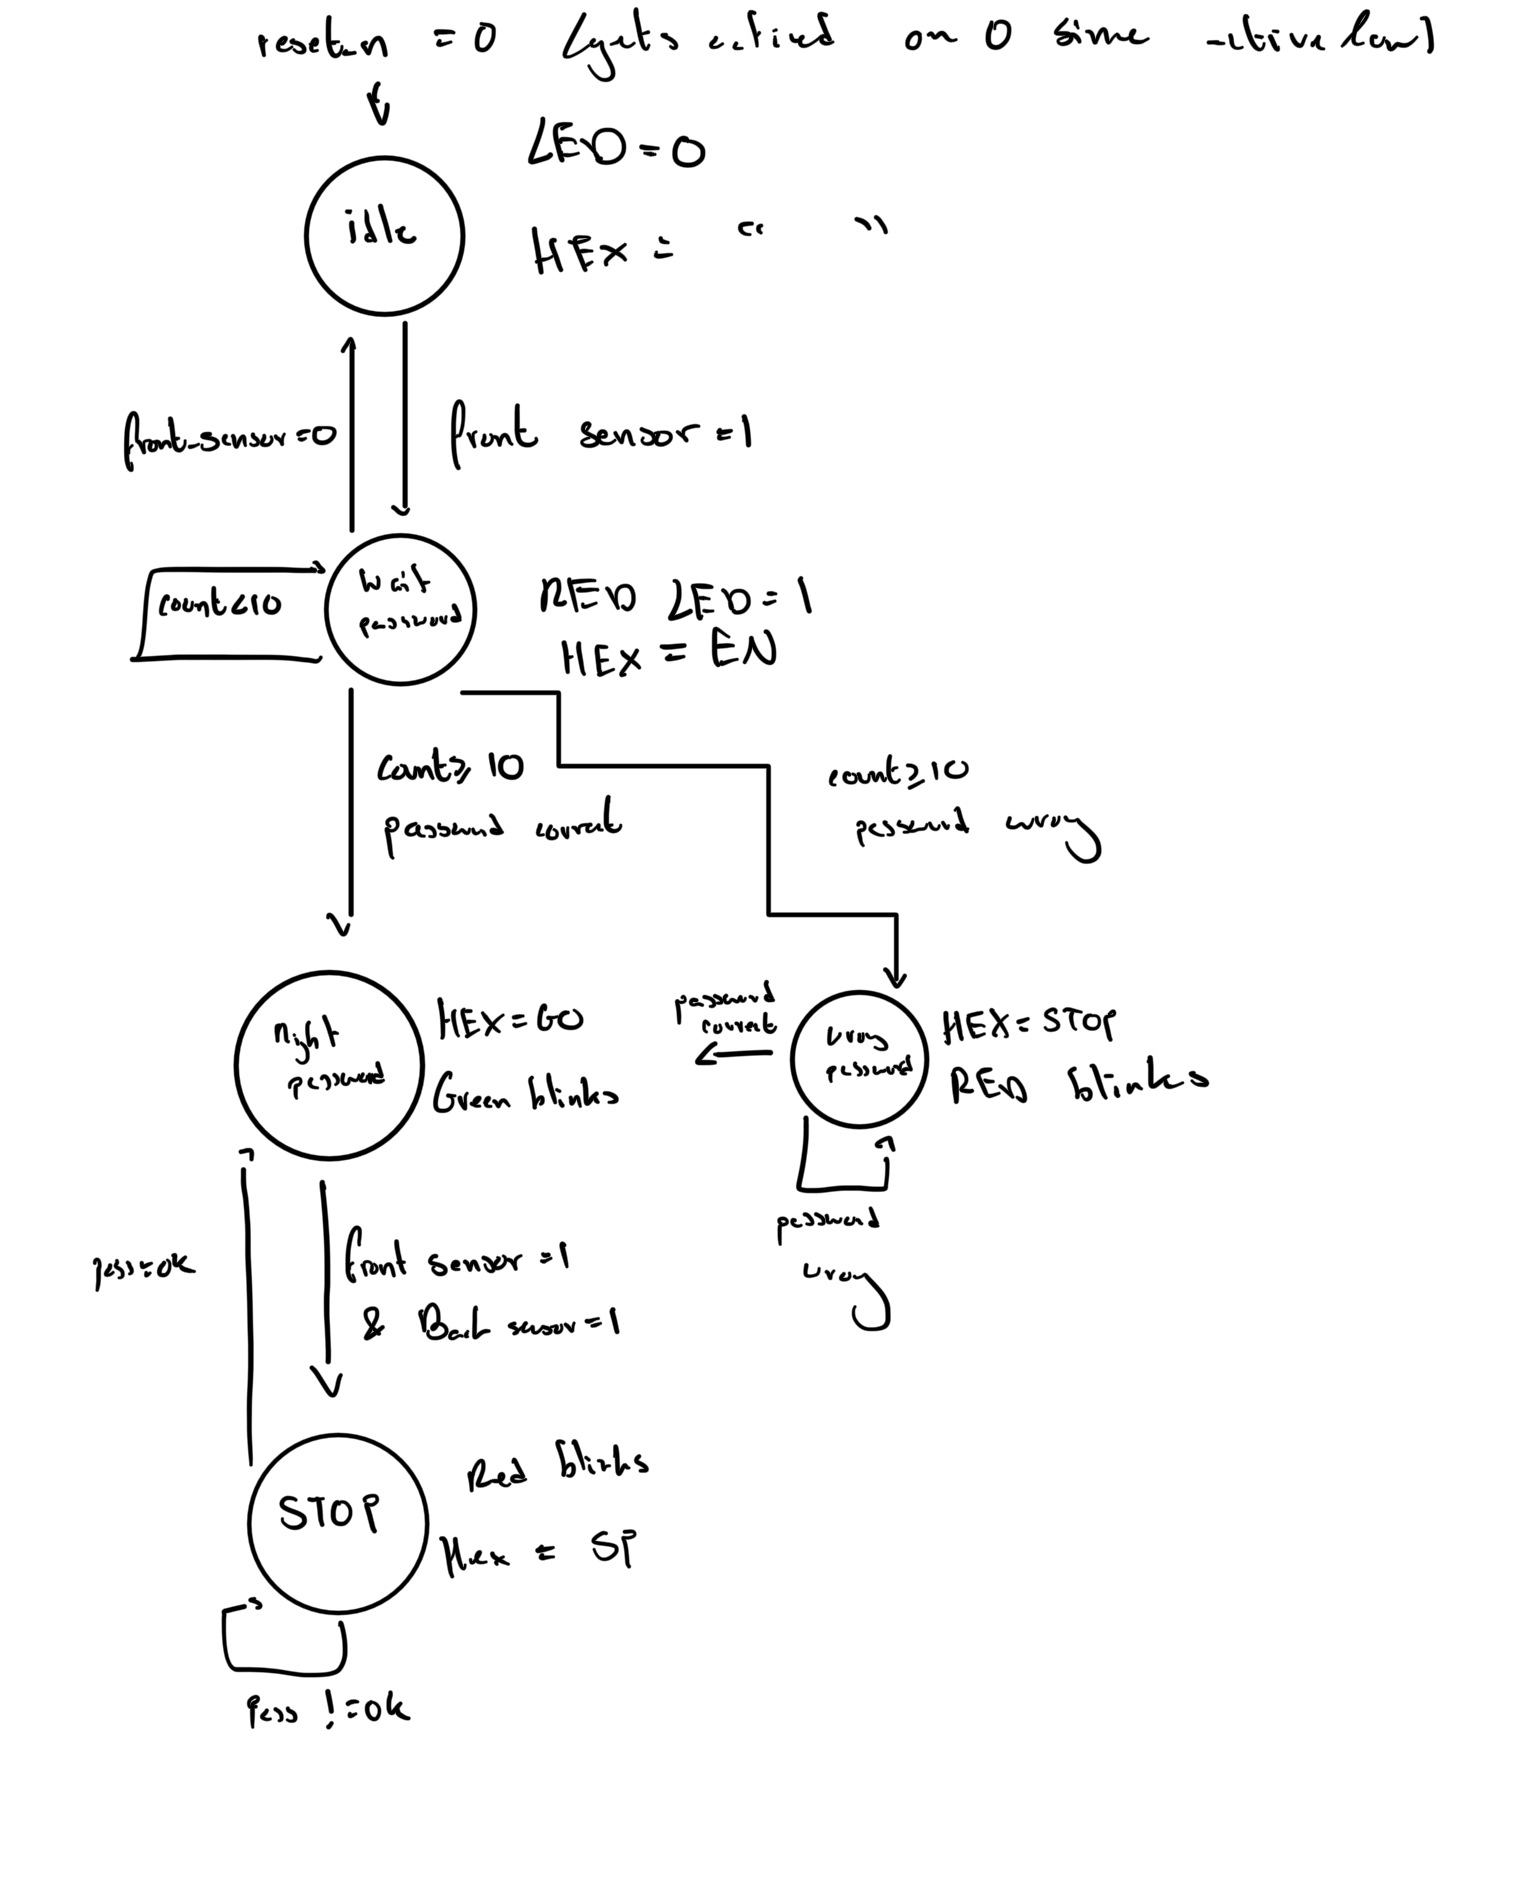 reset_n = 0 (gets actived on 0 sinse active low)
LED = 0
idle
HEX = " "
front_sensor = 0
front sensor = 1
count < 10
Wait
password
RED LED = 1
HEX = EN
count ≥ 10
password correct
count ≥ 10
password wrong
Right
password
HEX = GO
Green blinks
password
correct
wrong
password
HEX = STOP
RED blinks
password
wrong
pass = ok
front sensor = 1
& Back sensor = 1
STOP
Red blinks
Hex = SP
Pass != ok